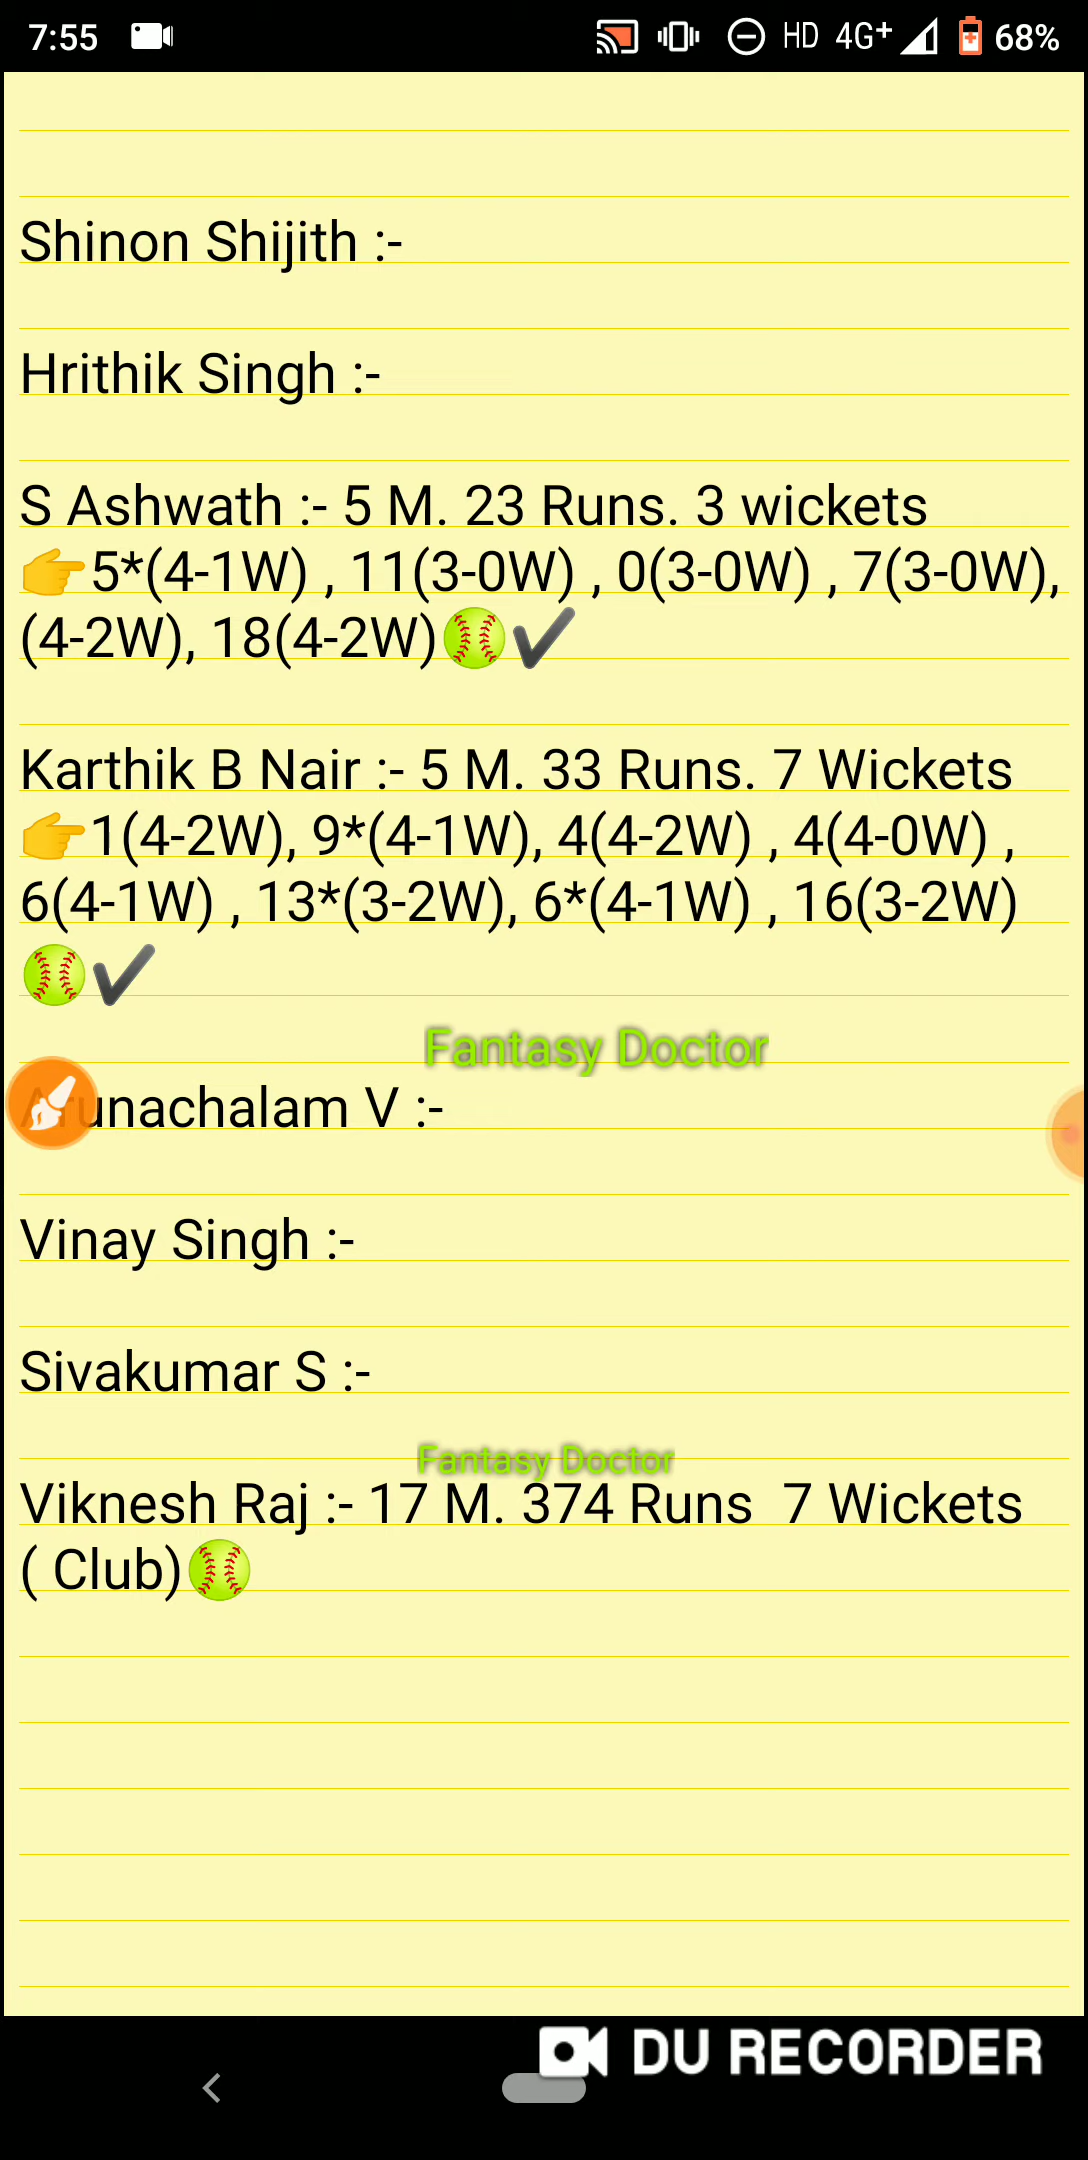 7:55 HD 4G+ 68%
Shinon Shijith :-
Hrithik Singh :-
S Ashwath :- 5 M. 23 Runs. 3 wickets
👉5*(4-1W) , 11(3-0W) , 0(3-0W) , 7(3-0W),
(4-2W), 18(4-2W)🥎✔
Karthik B Nair :- 5 M. 33 Runs. 7 Wickets
👉1(4-2W), 9*(4-1W), 4(4-2W) , 4(4-0W) ,
6(4-1W) , 13*(3-2W), 6*(4-1W) , 16(3-2W)
🥎✔
Fantasy Doctor
Arunachalam V :-
Vinay Singh :-
Sivakumar S :-
Fantasy Doctor
Viknesh Raj :- 17 M. 374 Runs  7 Wickets
( Club)🥎
DU RECORDER